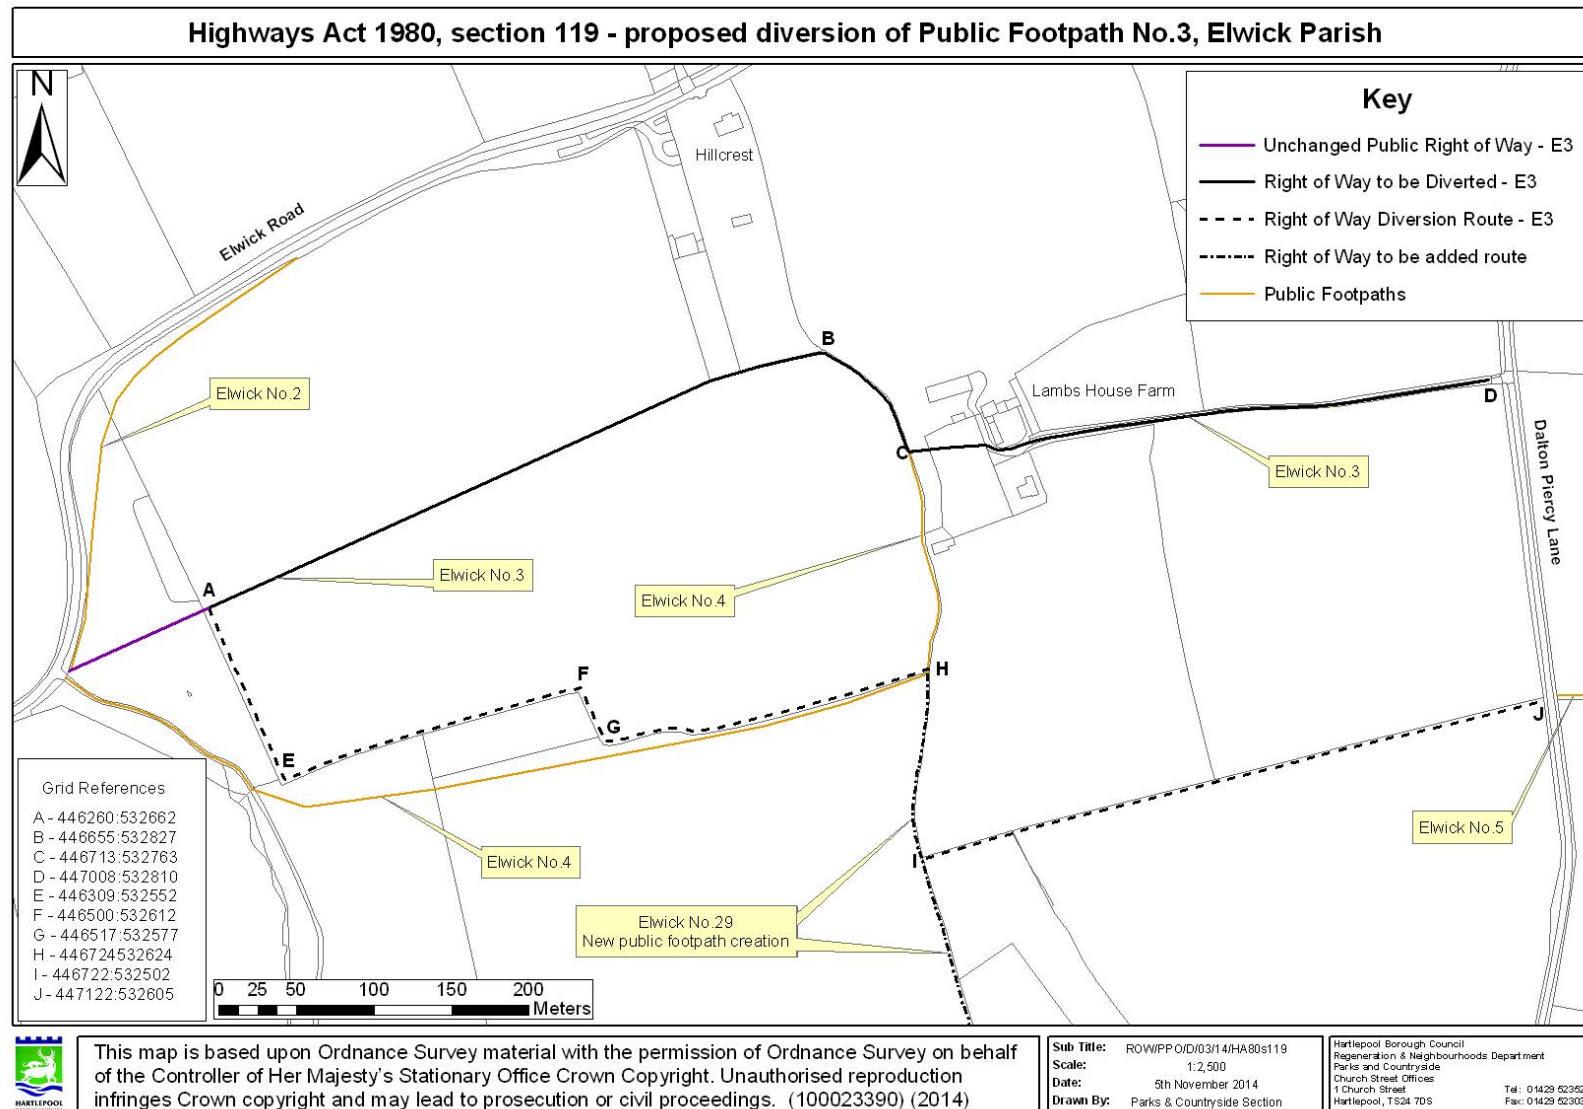 Highways Act 1980, section 119 - proposed diversion of Public Footpath No.3, Elwick Parish
N
Key
Unchanged Public Right of Way - E3
Right of Way to be Diverted - E3
Right of Way Diversion Route - E3
Right of Way to be added route
Public Footpaths
Hillcrest
Elwick Road
B
Elwick No.2
Lambs House Farm
D
C
Dalton Piercy Lane
Elwick No.3
A
Elwick No.3
Elwick No.4
F
H
G
J
E
Grid References
A - 446260:532662
B - 446655:532827
C - 446713:532763
D - 447008:532810
E - 446309:532552
F - 446500:532612
G - 446517:532577
H - 446724532624
I - 446722:532502
J - 447122:532605
Elwick No.5
I
Elwick No.4
Elwick No.29
New public footpath creation
0 25 50 100 150 200
Meters
HARTLEPOOL
This map is based upon Ordnance Survey material with the permission of Ordnance Survey on behalf
of the Controller of Her Majesty's Stationary Office Crown Copyright. Unauthorised reproduction
infringes Crown copyright and may lead to prosecution or civil proceedings. (100023390) (2014)
Sub Title: ROW/PPO/D/03/14/HA80s119
Scale: 1:2,500
Date: 5th November 2014
Drawn By: Parks & Countryside Section
Hartlepool Borough Council
Regeneration & Neighbourhoods Department
Parks and Countryside
Church Street Offices
1 Church Street Tel: 01429 52352
Hartlepool, TS24 7DS Fax: 01429 52303